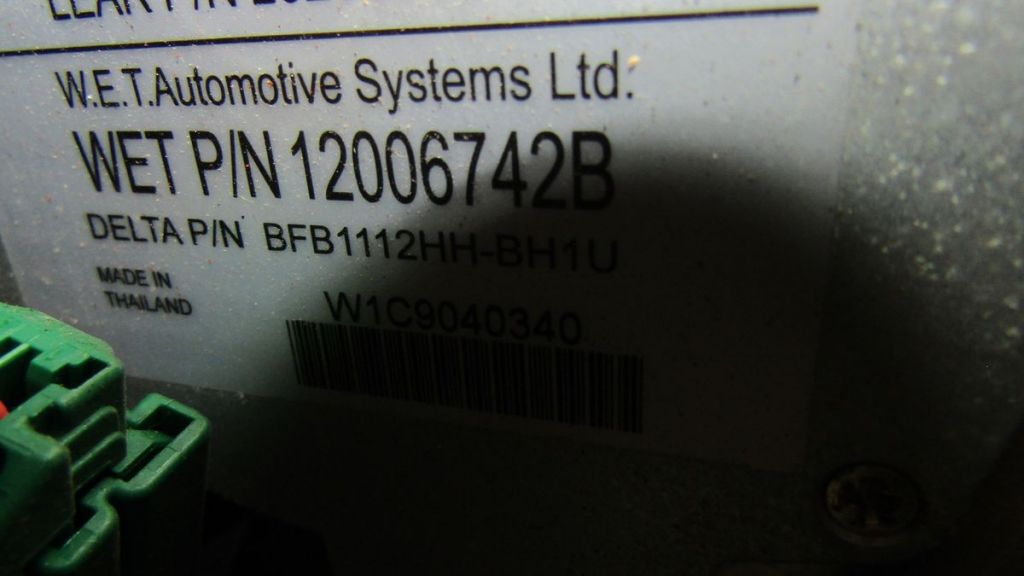 W.E.T.Automotive Systems Ltd.
WET P/N 12006742B
DELTA P/N BFB1112HH-BH1U
MADE IN
THAILAND
W1C9040340